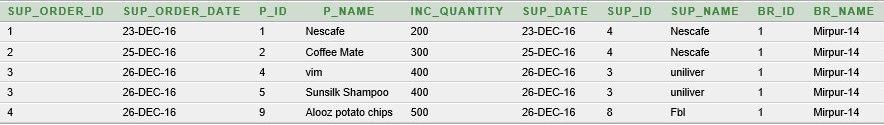 SUP_ORDER_ID SUP_ORDER_DATE P_ID P_NAME INC_QUANTITY SUP_DATE SUP_ID SUP_NAME BR_ID BR_NAME
1 23-DEC-16 1 Nescafe 200 23-DEC-16 4 Nescafe 1 Mirpur-14
2 25-DEC-16 2 Coffee Mate 300 25-DEC-16 4 Nescafe 1 Mirpur-14
3 26-DEC-16 4 vim 400 26-DEC-16 3 uniliver 1 Mirpur-14
3 26-DEC-16 5 Sunsilk Shampoo 400 26-DEC-16 3 uniliver 1 Mirpur-14
4 26-DEC-16 9 Alooz potato chips 500 26-DEC-16 8 Fbl 1 Mirpur-14